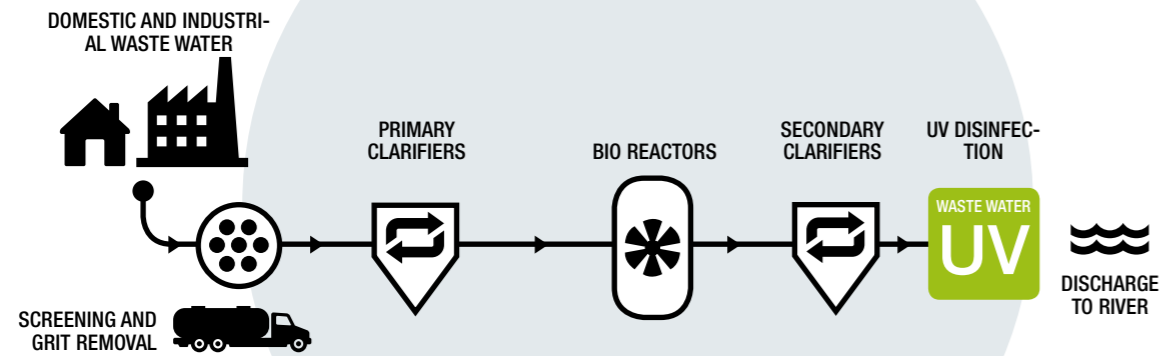 DOMESTIC AND INDUSTRI-
AL WASTE WATER
PRIMARY
CLARIFIERS
BIO REACTORS
SECONDARY
CLARIFIERS
UV DISINFEC-
TION
WASTE WATER
UV
DISCHARGE
TO RIVER
SCREENING AND
GRIT REMOVAL